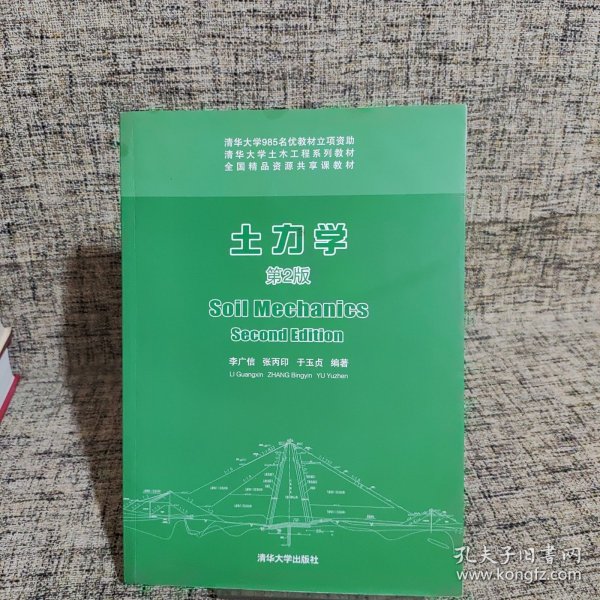 清华大学985名优教材立项资助
清华大学土木工程系列教材
全国精品资源共享课教材
土力学
第2版
Soil Mechanics
Second Edition
李广信 张丙印 于玉贞 编著
LI Guangxin ZHANG Bingyin YU Yuzhen
清华大学出版社
孔夫子旧书网
www.kongfz.com